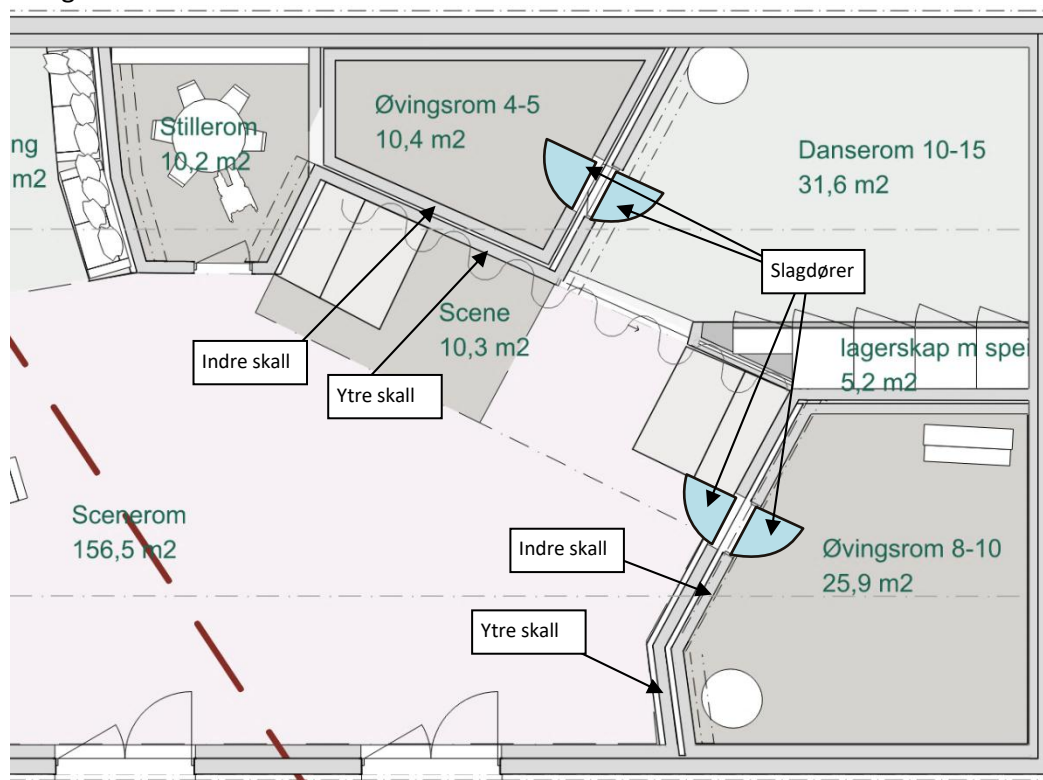 ng
m2
Stillerom
10,2 m2
Øvingsrom 4-5
10,4 m2
Danserom 10-15
31,6 m2
Slagdører
Scene
10,3 m2
Indre skall
Ytre skall
lagerskap m spei
5,2 m2
Scenerom
156,5 m2
Indre skall
Øvingsrom 8-10
25,9 m2
Ytre skall